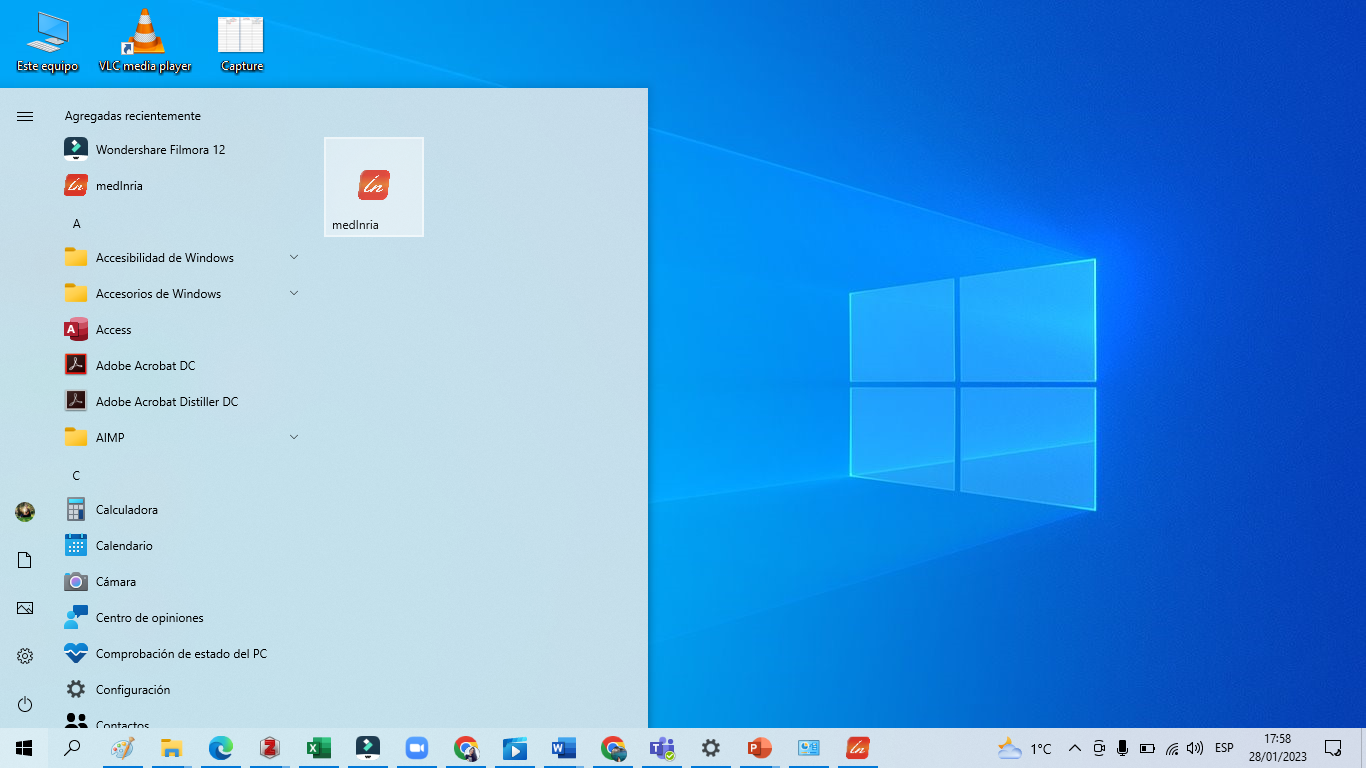 Este equipo
VLC media player
Capture
Agregadas recientemente
Wondershare Filmora 12
medInria
A
Accesibilidad de Windows
Accesorios de Windows
Access
Adobe Acrobat DC
Adobe Acrobat Distiller DC
AIMP
C
Calculadora
Calendario
Cámara
Centro de opiniones
Comprobación de estado del PC
Configuración
Contactos
medInria
1°C
ESP
17:58
28/01/2023